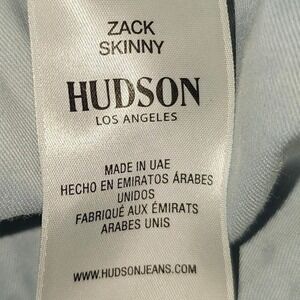 ZACK
SKINNY
HUDSON
LOS ANGELES
MADE IN UAE
HECHO EN EMIRATOS ÁRABES
UNIDOS
FABRIQUÉ AUX ÉMIRATS
ARABES UNIS
WWW.HUDSONJEANS.COM